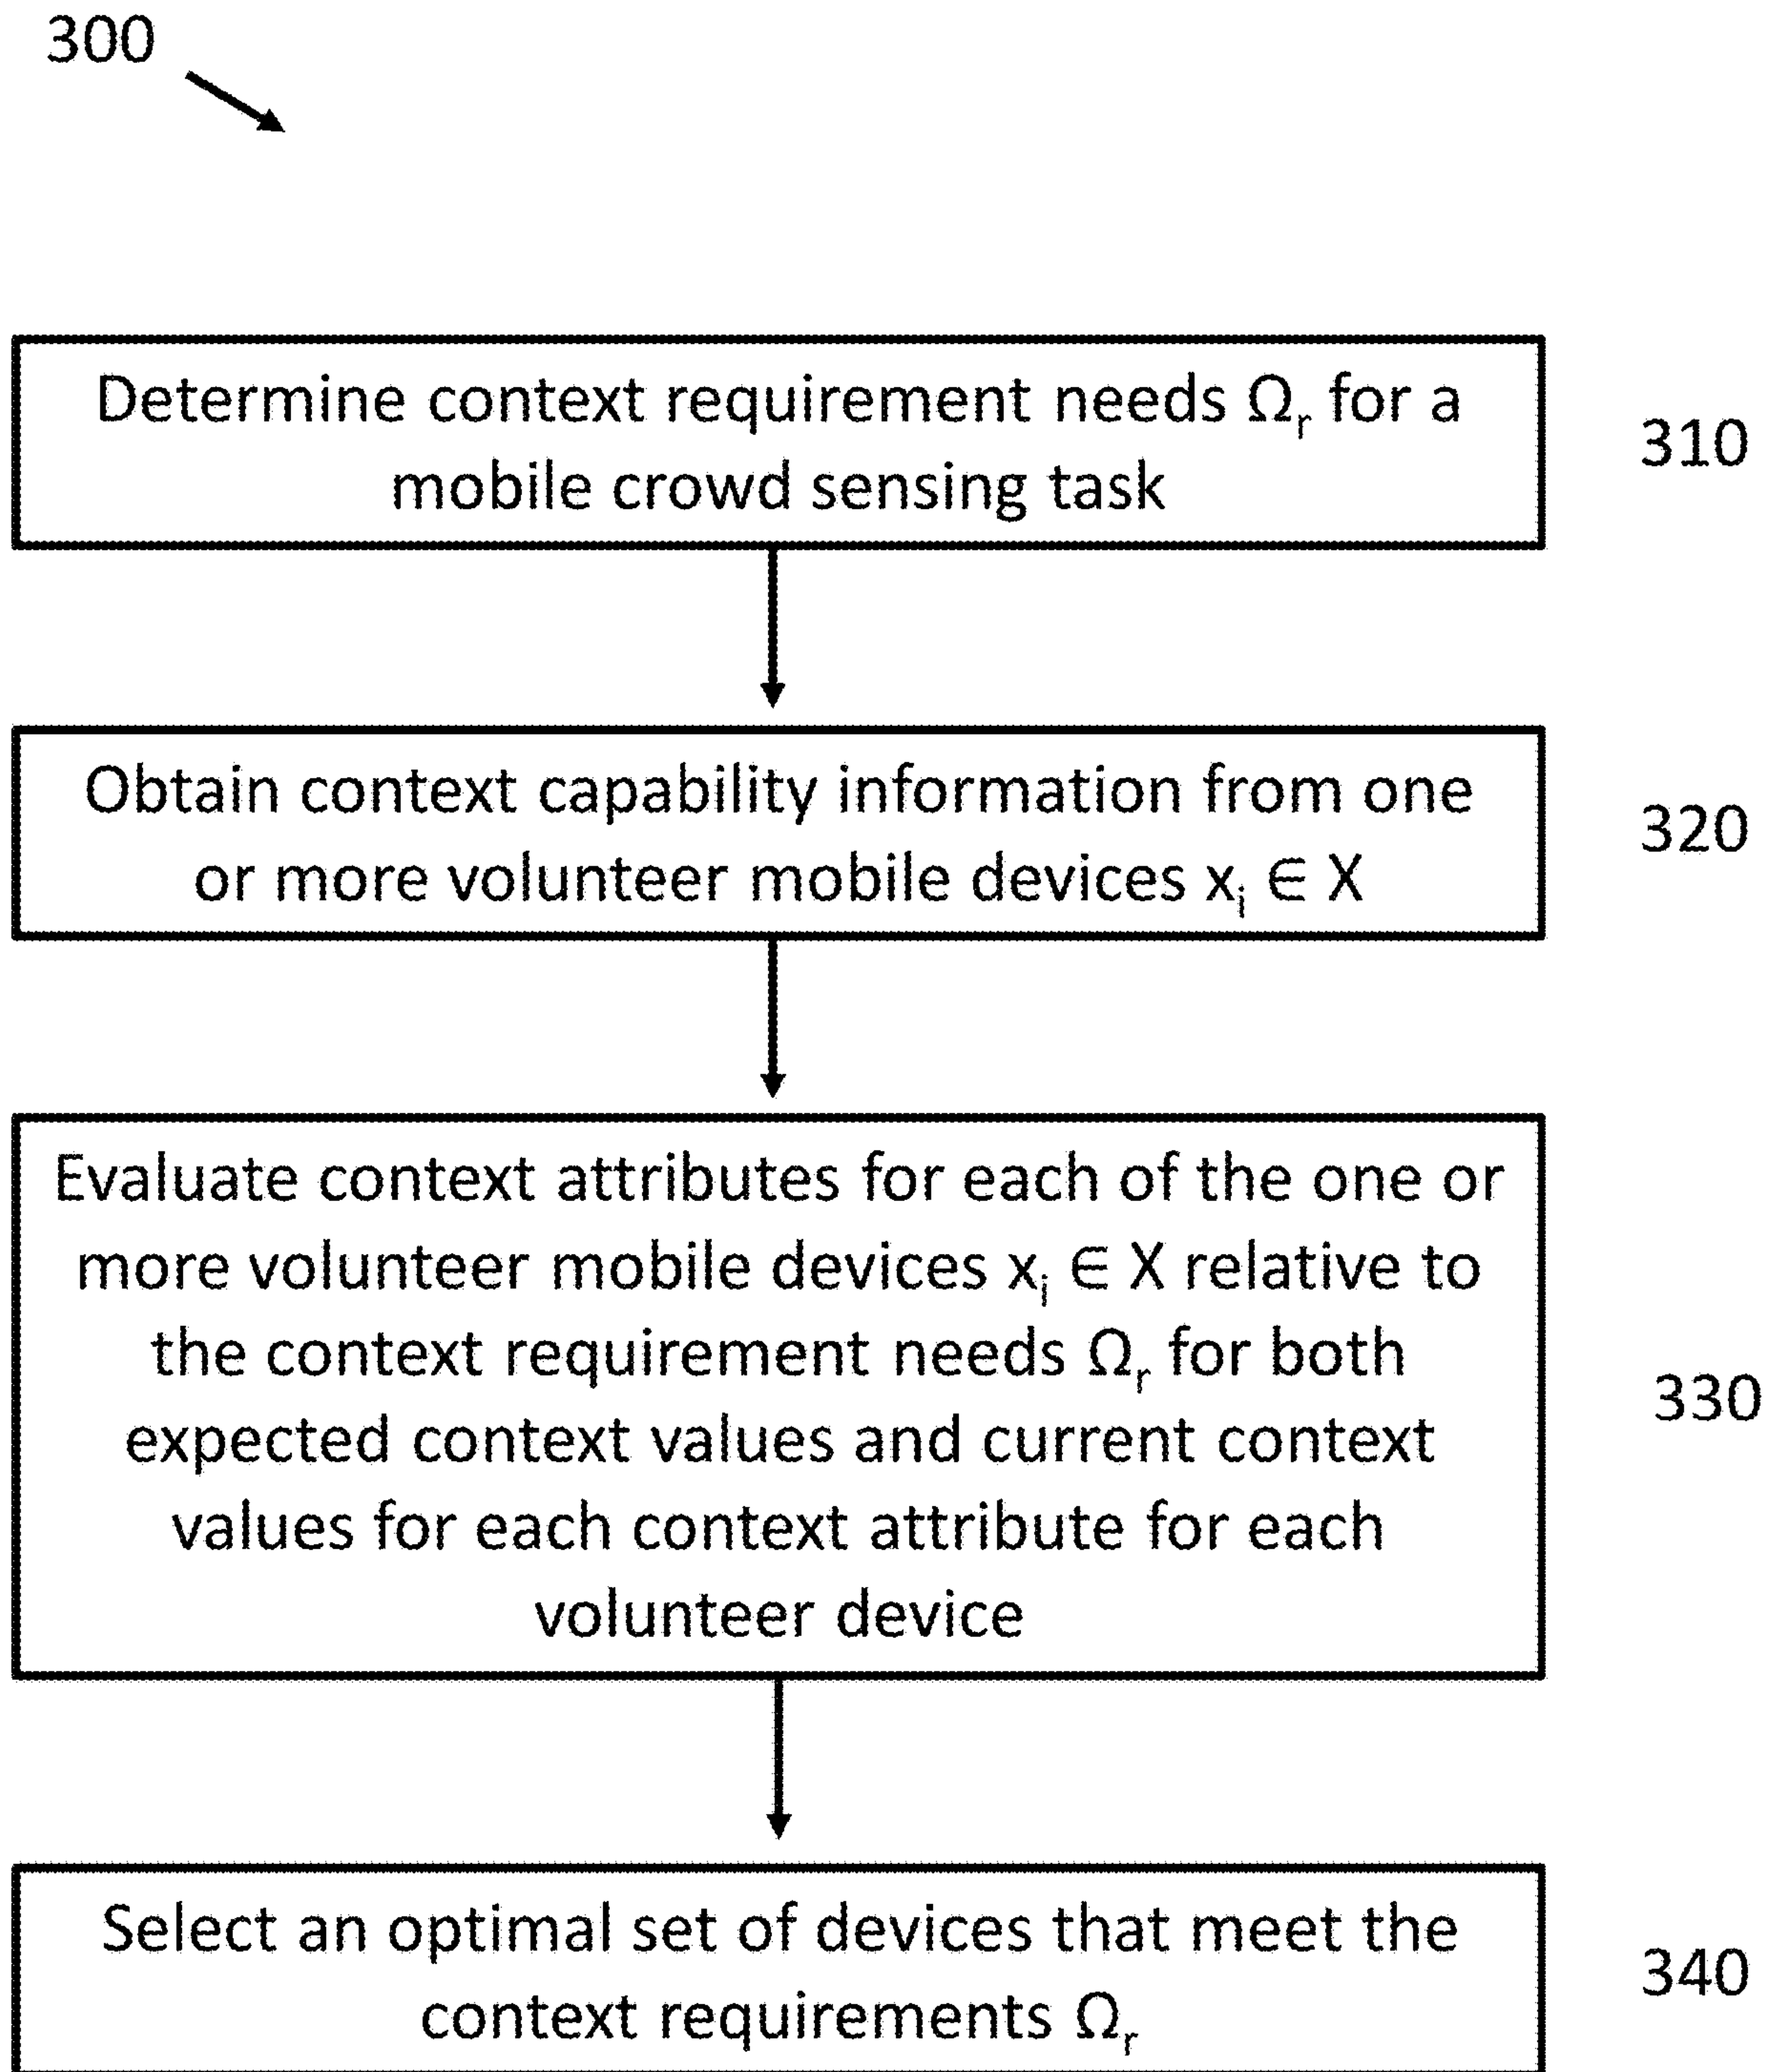 300
Determine context requirement needs Ωᵣ for a
mobile crowd sensing task
310
Obtain context capability information from one
or more volunteer mobile devices xᵢ ∈ X
320
Evaluate context attributes for each of the one or
more volunteer mobile devices xᵢ ∈ X relative to
the context requirement needs Ωᵣ for both
expected context values and current context
values for each context attribute for each
volunteer device
330
Select an optimal set of devices that meet the
context requirements Ωᵣ
340